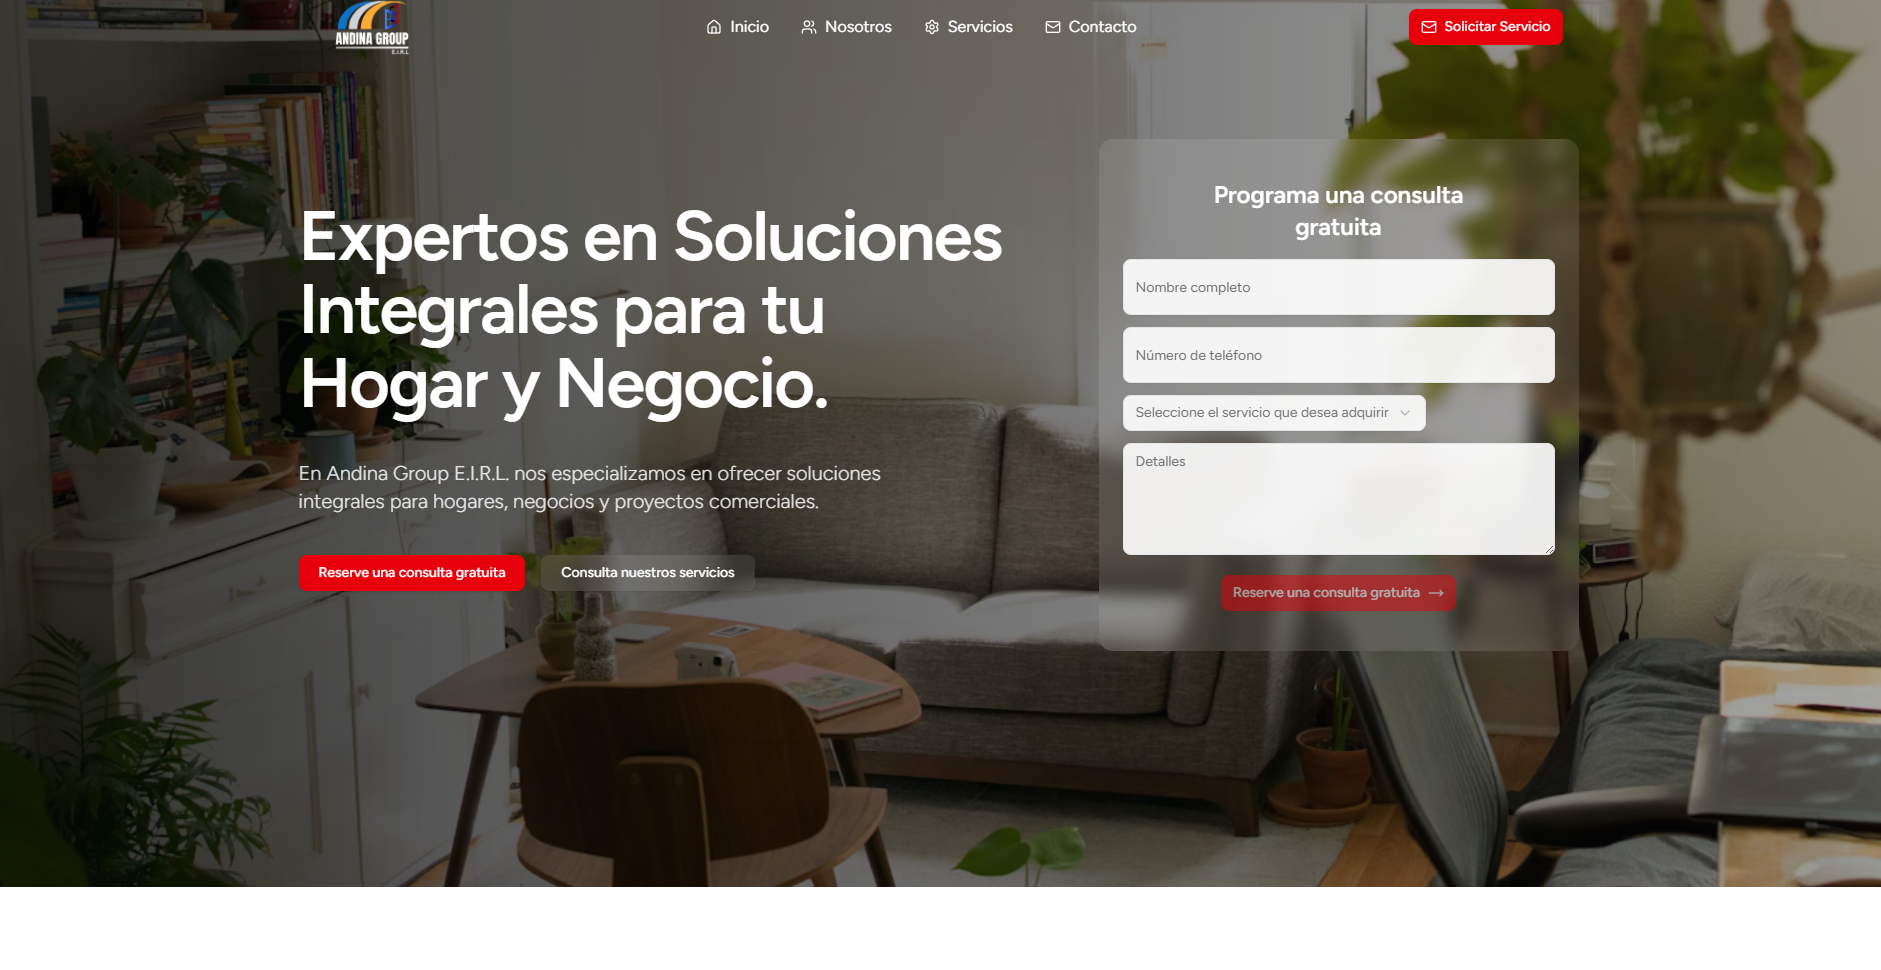 ANDINA GROUP
E.I.R.L
Inicio
Nosotros
Servicios
Contacto
Solicitar Servicio
Expertos en Soluciones
Integrales para tu
Hogar y Negocio.
En Andina Group E.I.R.L. nos especializamos en ofrecer soluciones
integrales para hogares, negocios y proyectos comerciales.
Reserve una consulta gratuita
Consulta nuestros servicios
Programa una consulta
gratuita
Nombre completo
Número de teléfono
Seleccione el servicio que desea adquirir
Detalles
Reserve una consulta gratuita